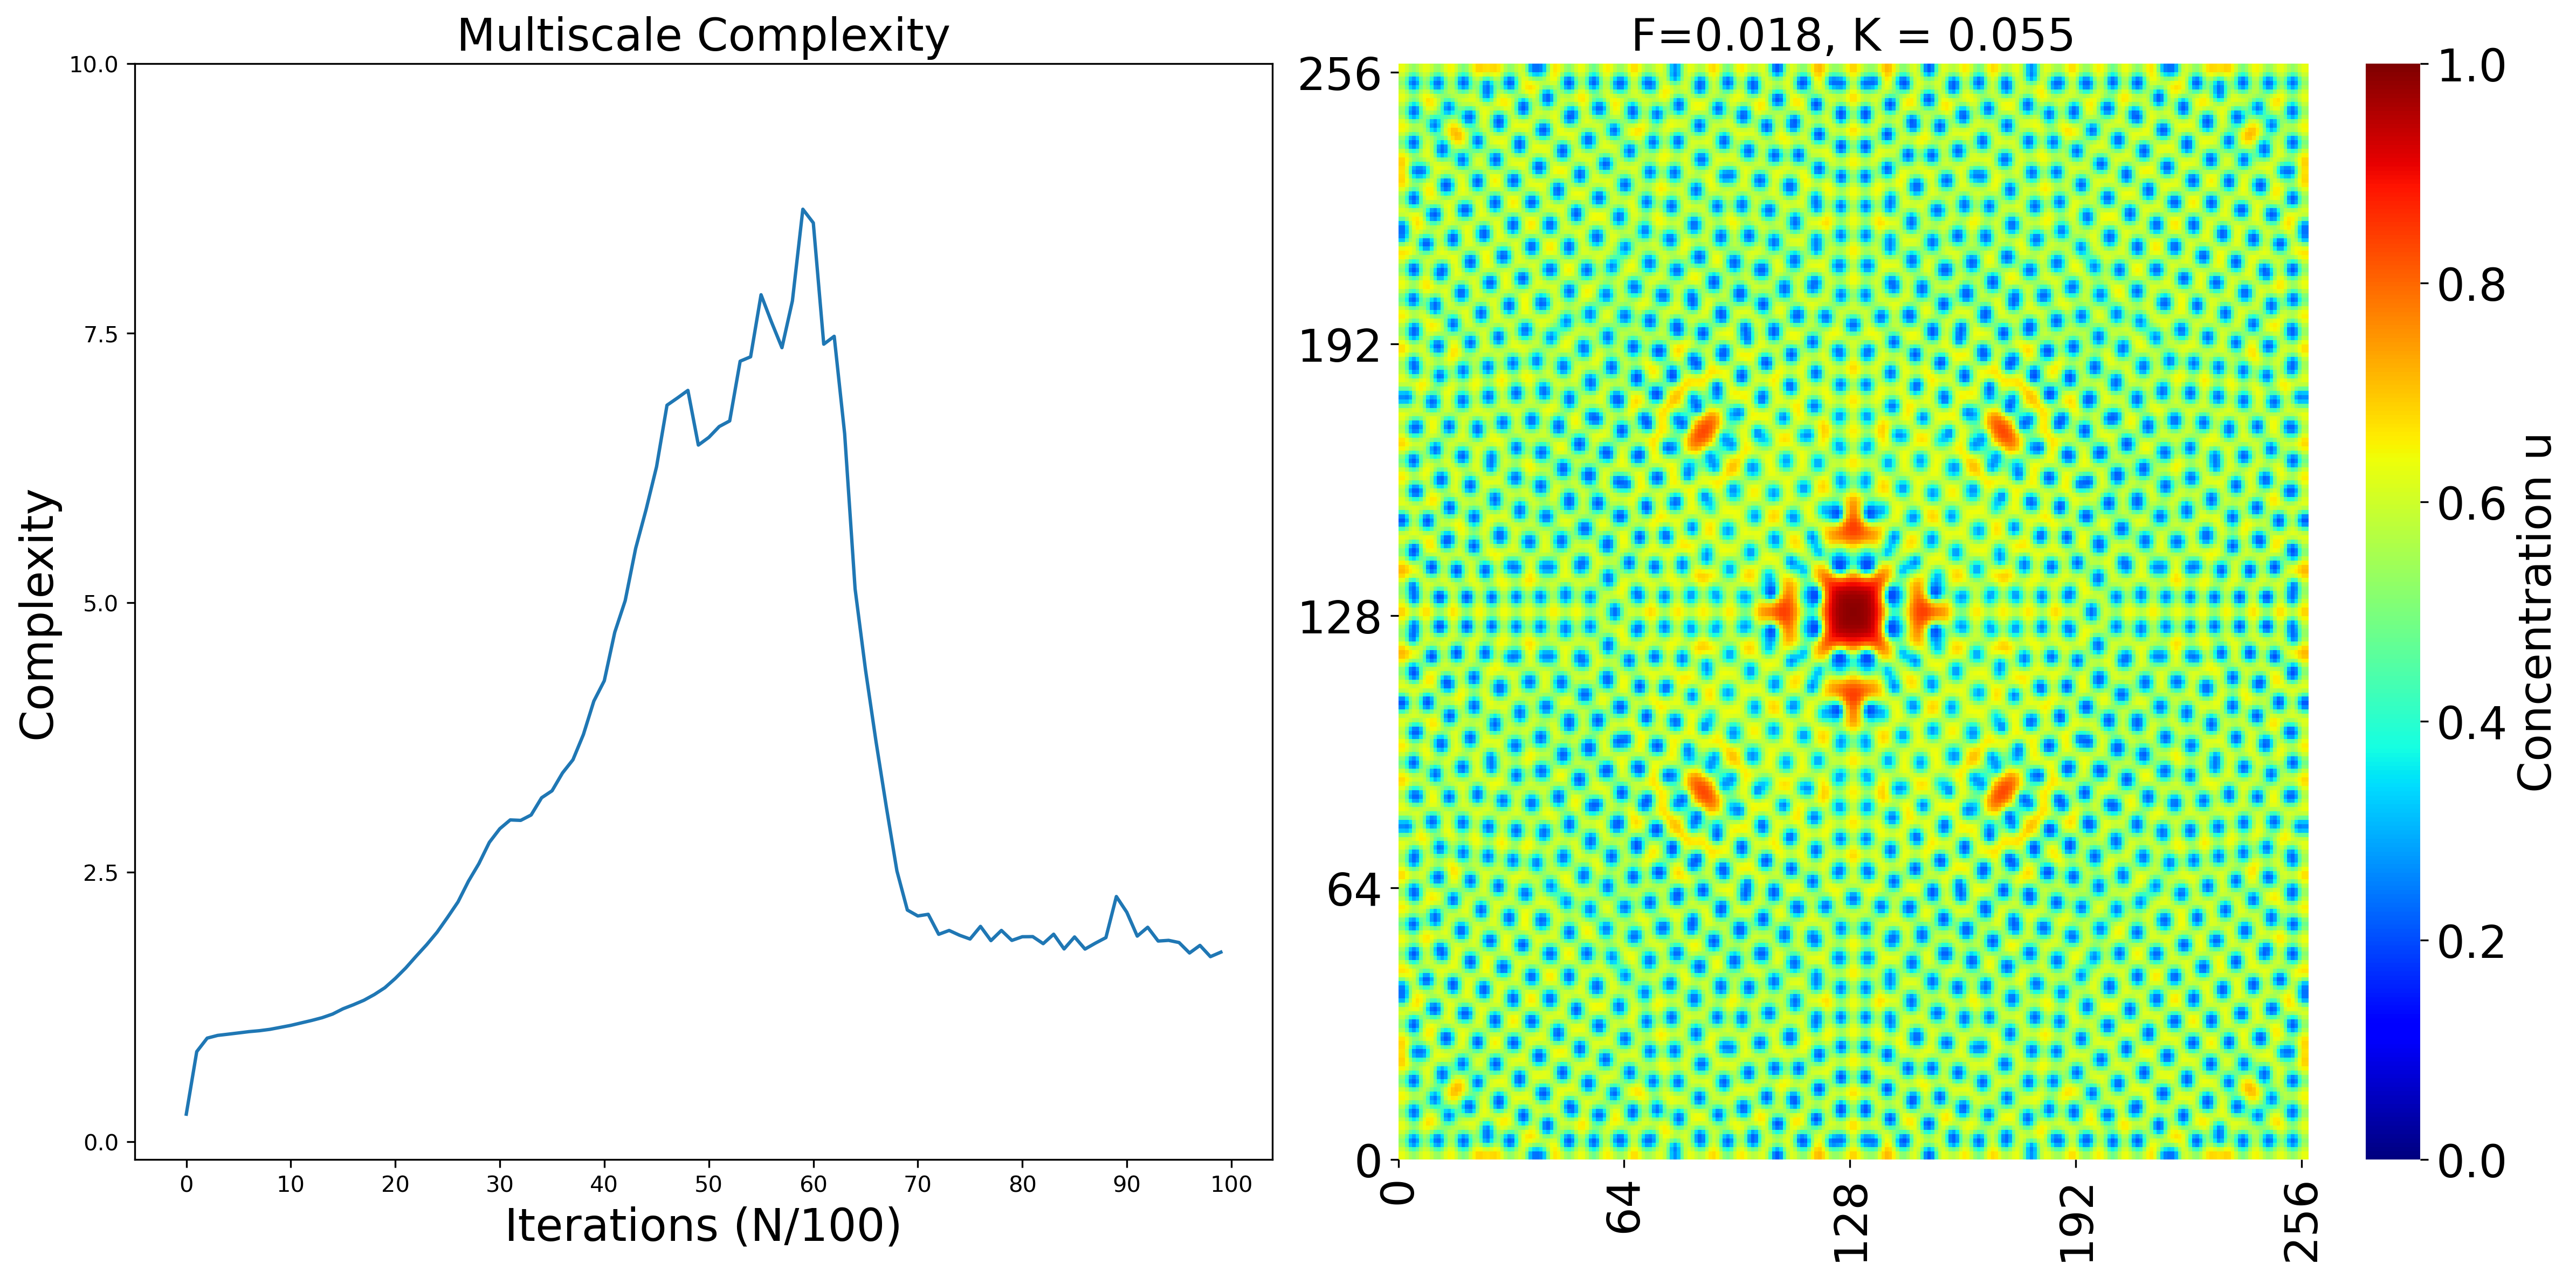 Multiscale Complexity
10.0
7.5
5.0
2.5
0.0
Complexity
0 10 20 30 40 50 60 70 80 90 100
Iterations (N/100)
F=0.018, K = 0.055
256
192
128
64
0
0 64 128 192 256
1.0
0.8
0.6
0.4
0.2
0.0
Concentration u